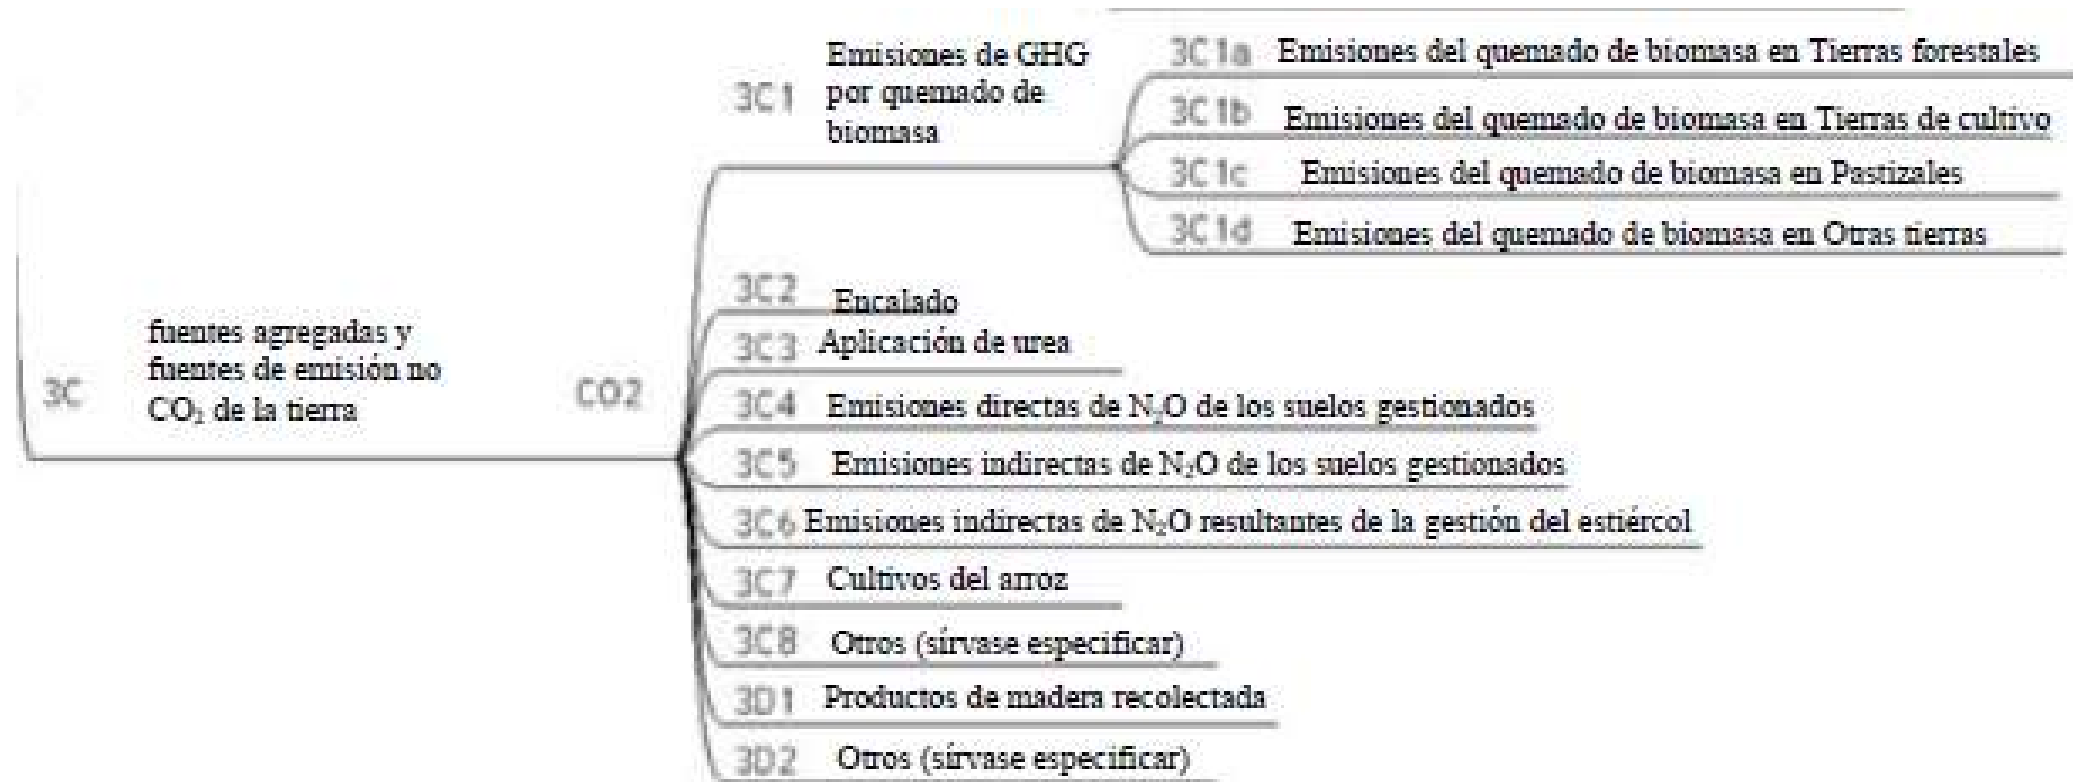 3C1 Emisiones de GHG
por quemado de
biomasa
3C1a Emisiones del quemado de biomasa en Tierras forestales
3C1b Emisiones del quemado de biomasa en Tierras de cultivo
3C1c Emisiones del quemado de biomasa en Pastizales
3C1d Emisiones del quemado de biomasa en Otras tierras
3C fuentes agregadas y
fuentes de emisión no
CO₂ de la tierra
CO2
3C2 Encalado
3C3 Aplicación de urea
3C4 Emisiones directas de N₂O de los suelos gestionados
3C5 Emisiones indirectas de N₂O de los suelos gestionados
3C6 Emisiones indirectas de N₂O resultantes de la gestión del estiércol
3C7 Cultivos del arroz
3C8 Otros (sírvase especificar)
3D1 Productos de madera recolectada
3D2 Otros (sírvase especificar)